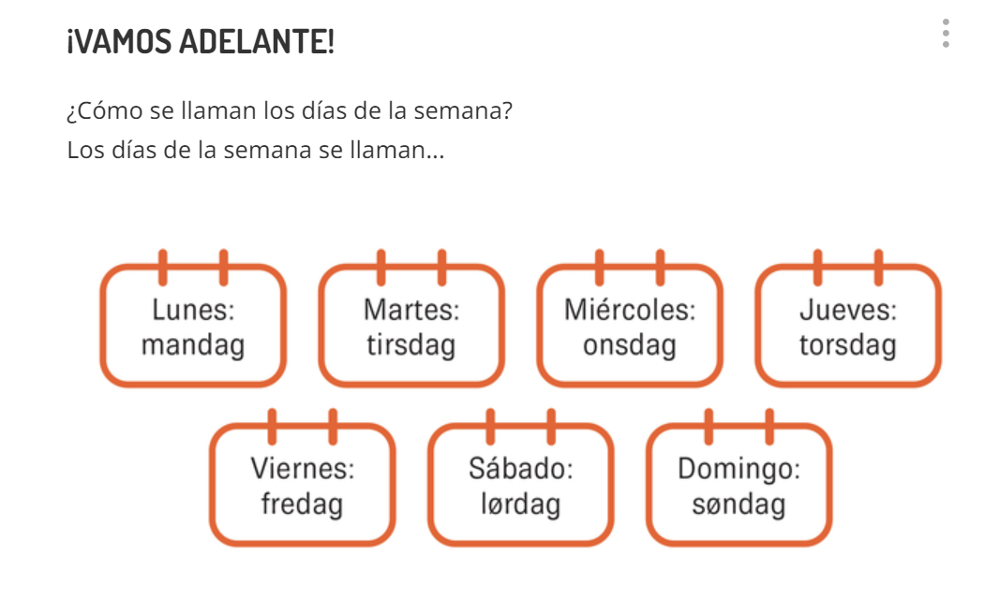 ¡VAMOS ADELANTE!
¿Cómo se llaman los días de la semana?
Los días de la semana se llaman...
Lunes:
mandag
Martes:
tirsdag
Miércoles:
onsdag
Jueves:
torsdag
Viernes:
fredag
Sábado:
lørdag
Domingo:
søndag